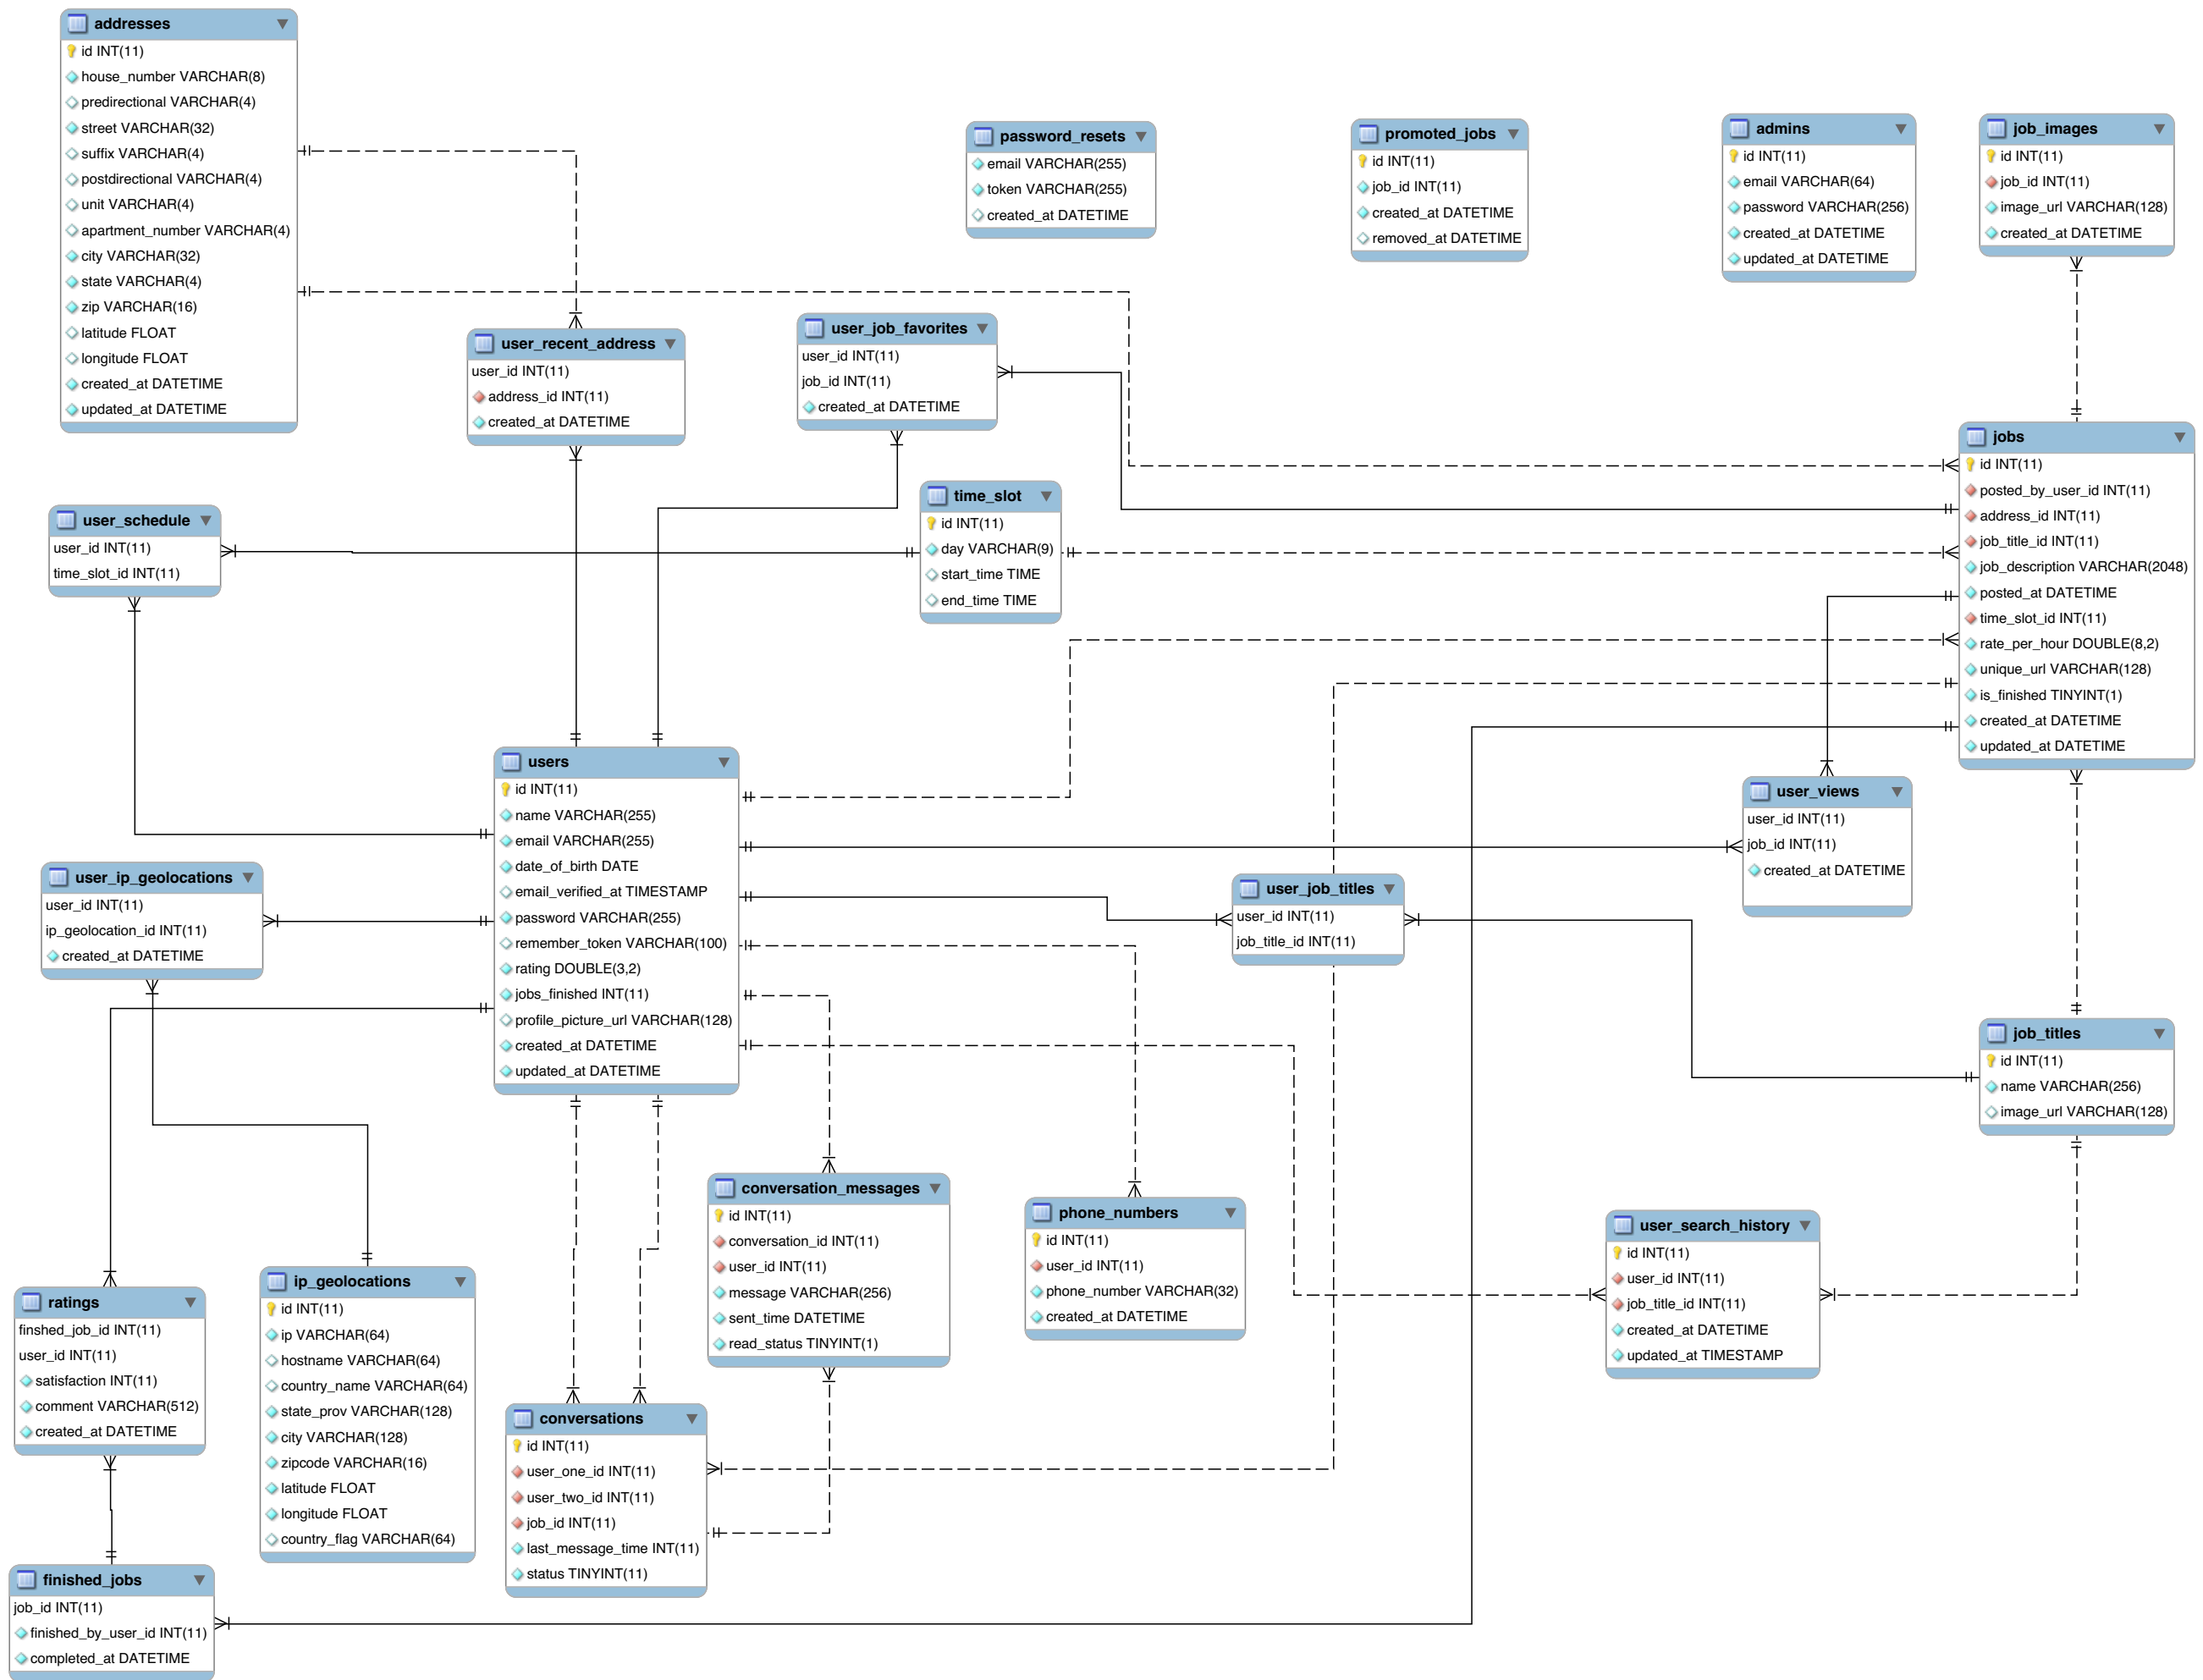 addresses
id INT(11)
house_number VARCHAR(8)
predirectional VARCHAR(4)
street VARCHAR(32)
suffix VARCHAR(4)
postdirectional VARCHAR(4)
unit VARCHAR(4)
apartment_number VARCHAR(4)
city VARCHAR(32)
state VARCHAR(4)
zip VARCHAR(16)
latitude FLOAT
longitude FLOAT
created_at DATETIME
updated_at DATETIME
password_resets
email VARCHAR(255)
token VARCHAR(255)
created_at DATETIME
promoted_jobs
id INT(11)
job_id INT(11)
created_at DATETIME
removed_at DATETIME
admins
id INT(11)
email VARCHAR(64)
password VARCHAR(256)
created_at DATETIME
updated_at DATETIME
job_images
id INT(11)
job_id INT(11)
image_url VARCHAR(128)
created_at DATETIME
user_recent_address
user_id INT(11)
address_id INT(11)
created_at DATETIME
user_job_favorites
user_id INT(11)
job_id INT(11)
created_at DATETIME
jobs
id INT(11)
posted_by_user_id INT(11)
address_id INT(11)
job_title_id INT(11)
job_description VARCHAR(2048)
posted_at DATETIME
time_slot_id INT(11)
rate_per_hour DOUBLE(8,2)
unique_url VARCHAR(128)
is_finished TINYINT(1)
created_at DATETIME
updated_at DATETIME
user_schedule
user_id INT(11)
time_slot_id INT(11)
time_slot
id INT(11)
day VARCHAR(9)
start_time TIME
end_time TIME
users
id INT(11)
name VARCHAR(255)
email VARCHAR(255)
date_of_birth DATE
email_verified_at TIMESTAMP
password VARCHAR(255)
remember_token VARCHAR(100)
rating DOUBLE(3,2)
jobs_finished INT(11)
profile_picture_url VARCHAR(128)
created_at DATETIME
updated_at DATETIME
user_views
user_id INT(11)
job_id INT(11)
created_at DATETIME
user_ip_geolocations
user_id INT(11)
ip_geolocation_id INT(11)
created_at DATETIME
user_job_titles
user_id INT(11)
job_title_id INT(11)
job_titles
id INT(11)
name VARCHAR(256)
image_url VARCHAR(128)
conversation_messages
id INT(11)
conversation_id INT(11)
user_id INT(11)
message VARCHAR(256)
sent_time DATETIME
read_status TINYINT(1)
phone_numbers
id INT(11)
user_id INT(11)
phone_number VARCHAR(32)
created_at DATETIME
user_search_history
id INT(11)
user_id INT(11)
job_title_id INT(11)
created_at DATETIME
updated_at TIMESTAMP
ratings
finshed_job_id INT(11)
user_id INT(11)
satisfaction INT(11)
comment VARCHAR(512)
created_at DATETIME
ip_geolocations
id INT(11)
ip VARCHAR(64)
hostname VARCHAR(64)
country_name VARCHAR(64)
state_prov VARCHAR(128)
city VARCHAR(128)
zipcode VARCHAR(16)
latitude FLOAT
longitude FLOAT
country_flag VARCHAR(64)
conversations
id INT(11)
user_one_id INT(11)
user_two_id INT(11)
job_id INT(11)
last_message_time INT(11)
status TINYINT(11)
finished_jobs
job_id INT(11)
finished_by_user_id INT(11)
completed_at DATETIME